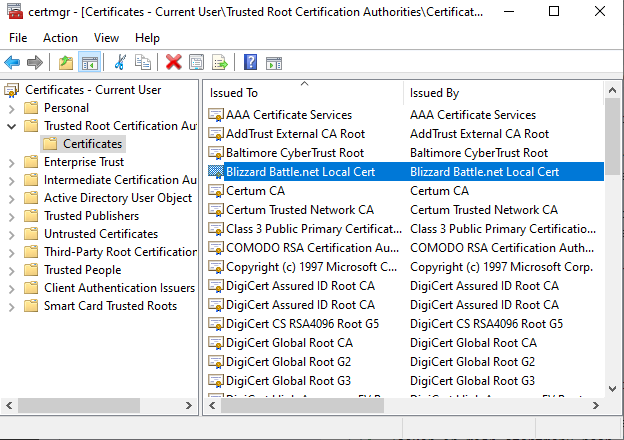 certmgr - [Certificates - Current User\Trusted Root Certification Authorities\Certificat...
File Action View Help
Certificates - Current User
Personal
Trusted Root Certification Aut
Certificates
Enterprise Trust
Intermediate Certification Au
Active Directory User Object
Trusted Publishers
Untrusted Certificates
Third-Party Root Certification
Trusted People
Client Authentication Issuers
Smart Card Trusted Roots
Issued To Issued By
AAA Certificate Services AAA Certificate Services
AddTrust External CA Root AddTrust External CA Root
Baltimore CyberTrust Root Baltimore CyberTrust Root
Blizzard Battle.net Local Cert Blizzard Battle.net Local Cert
Certum CA Certum CA
Certum Trusted Network CA Certum Trusted Network CA
Class 3 Public Primary Certificat... Class 3 Public Primary Certificatio...
COMODO RSA Certification Au... COMODO RSA Certification Auth...
Copyright (c) 1997 Microsoft C... Copyright (c) 1997 Microsoft Corp.
DigiCert Assured ID Root CA DigiCert Assured ID Root CA
DigiCert Assured ID Root CA DigiCert Assured ID Root CA
DigiCert CS RSA4096 Root G5 DigiCert CS RSA4096 Root G5
DigiCert Global Root CA DigiCert Global Root CA
DigiCert Global Root G2 DigiCert Global Root G2
DigiCert Global Root G3 DigiCert Global Root G3